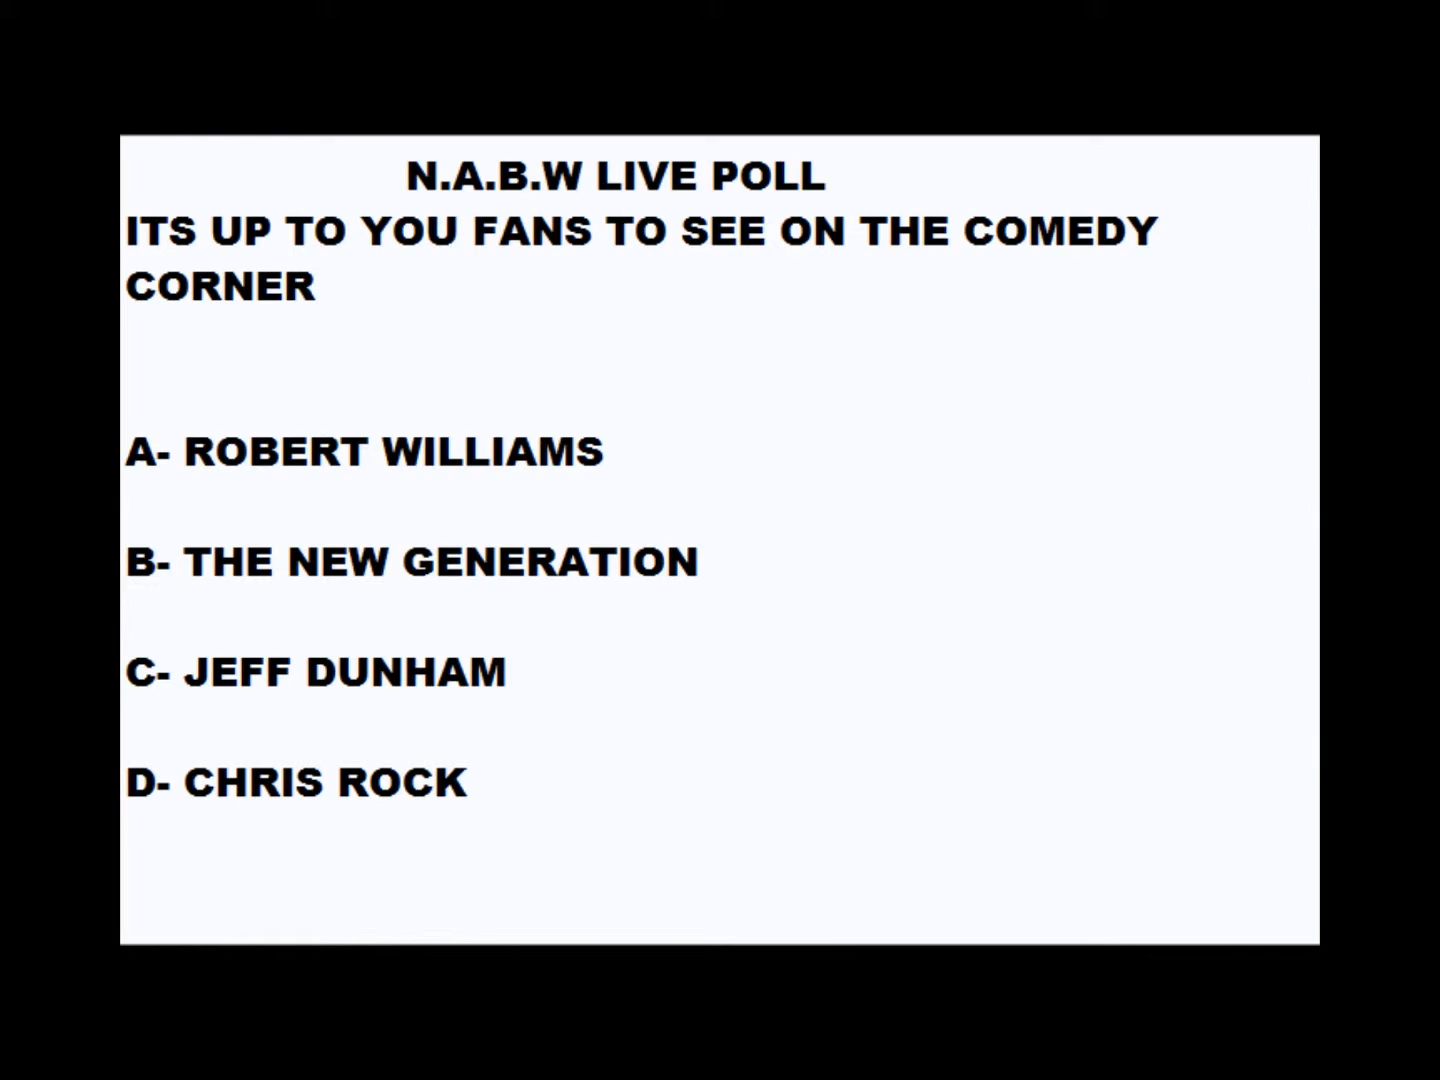 N.A.B.W LIVE POLL
ITS UP TO YOU FANS TO SEE ON THE COMEDY
CORNER
A- ROBERT WILLIAMS
B- THE NEW GENERATION
C- JEFF DUNHAM
D- CHRIS ROCK